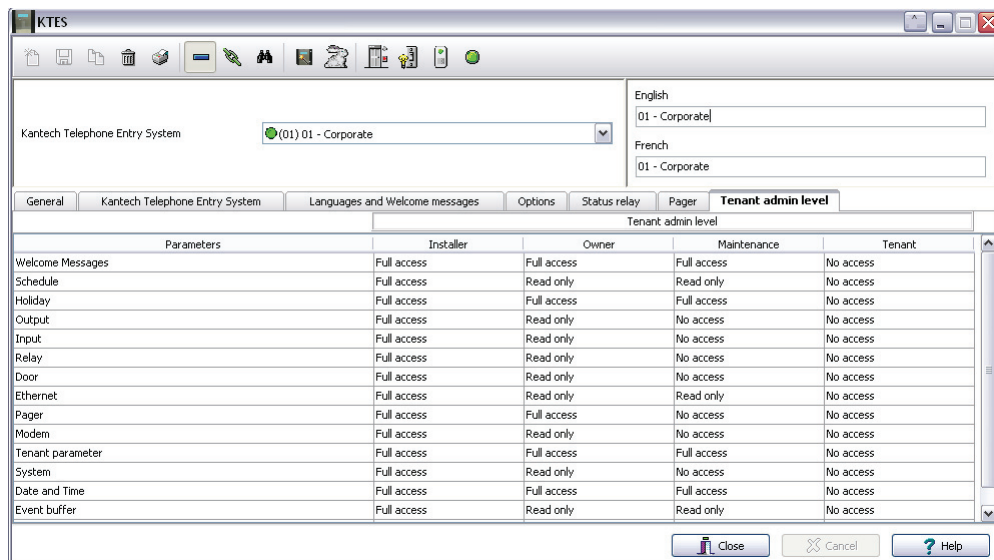 KTES
English
01 - Corporate
Kantech Telephone Entry System
(01) 01 - Corporate
French
01 - Corporate
General Kantech Telephone Entry System Languages and Welcome messages Options Status relay Pager Tenant admin level
Tenant admin level
Parameters Installer Owner Maintenance Tenant
Welcome Messages Full access Full access Full access No access
Schedule Full access Read only Read only No access
Holiday Full access Full access Full access No access
Output Full access Read only No access No access
Input Full access Read only No access No access
Relay Full access Read only No access No access
Door Full access Read only No access No access
Ethernet Full access Read only Read only No access
Pager Full access Full access No access No access
Modem Full access Read only No access No access
Tenant parameter Full access Full access Full access No access
System Full access Read only No access No access
Date and Time Full access Full access Full access No access
Event buffer Full access Read only Read only No access
Close Cancel ? Help